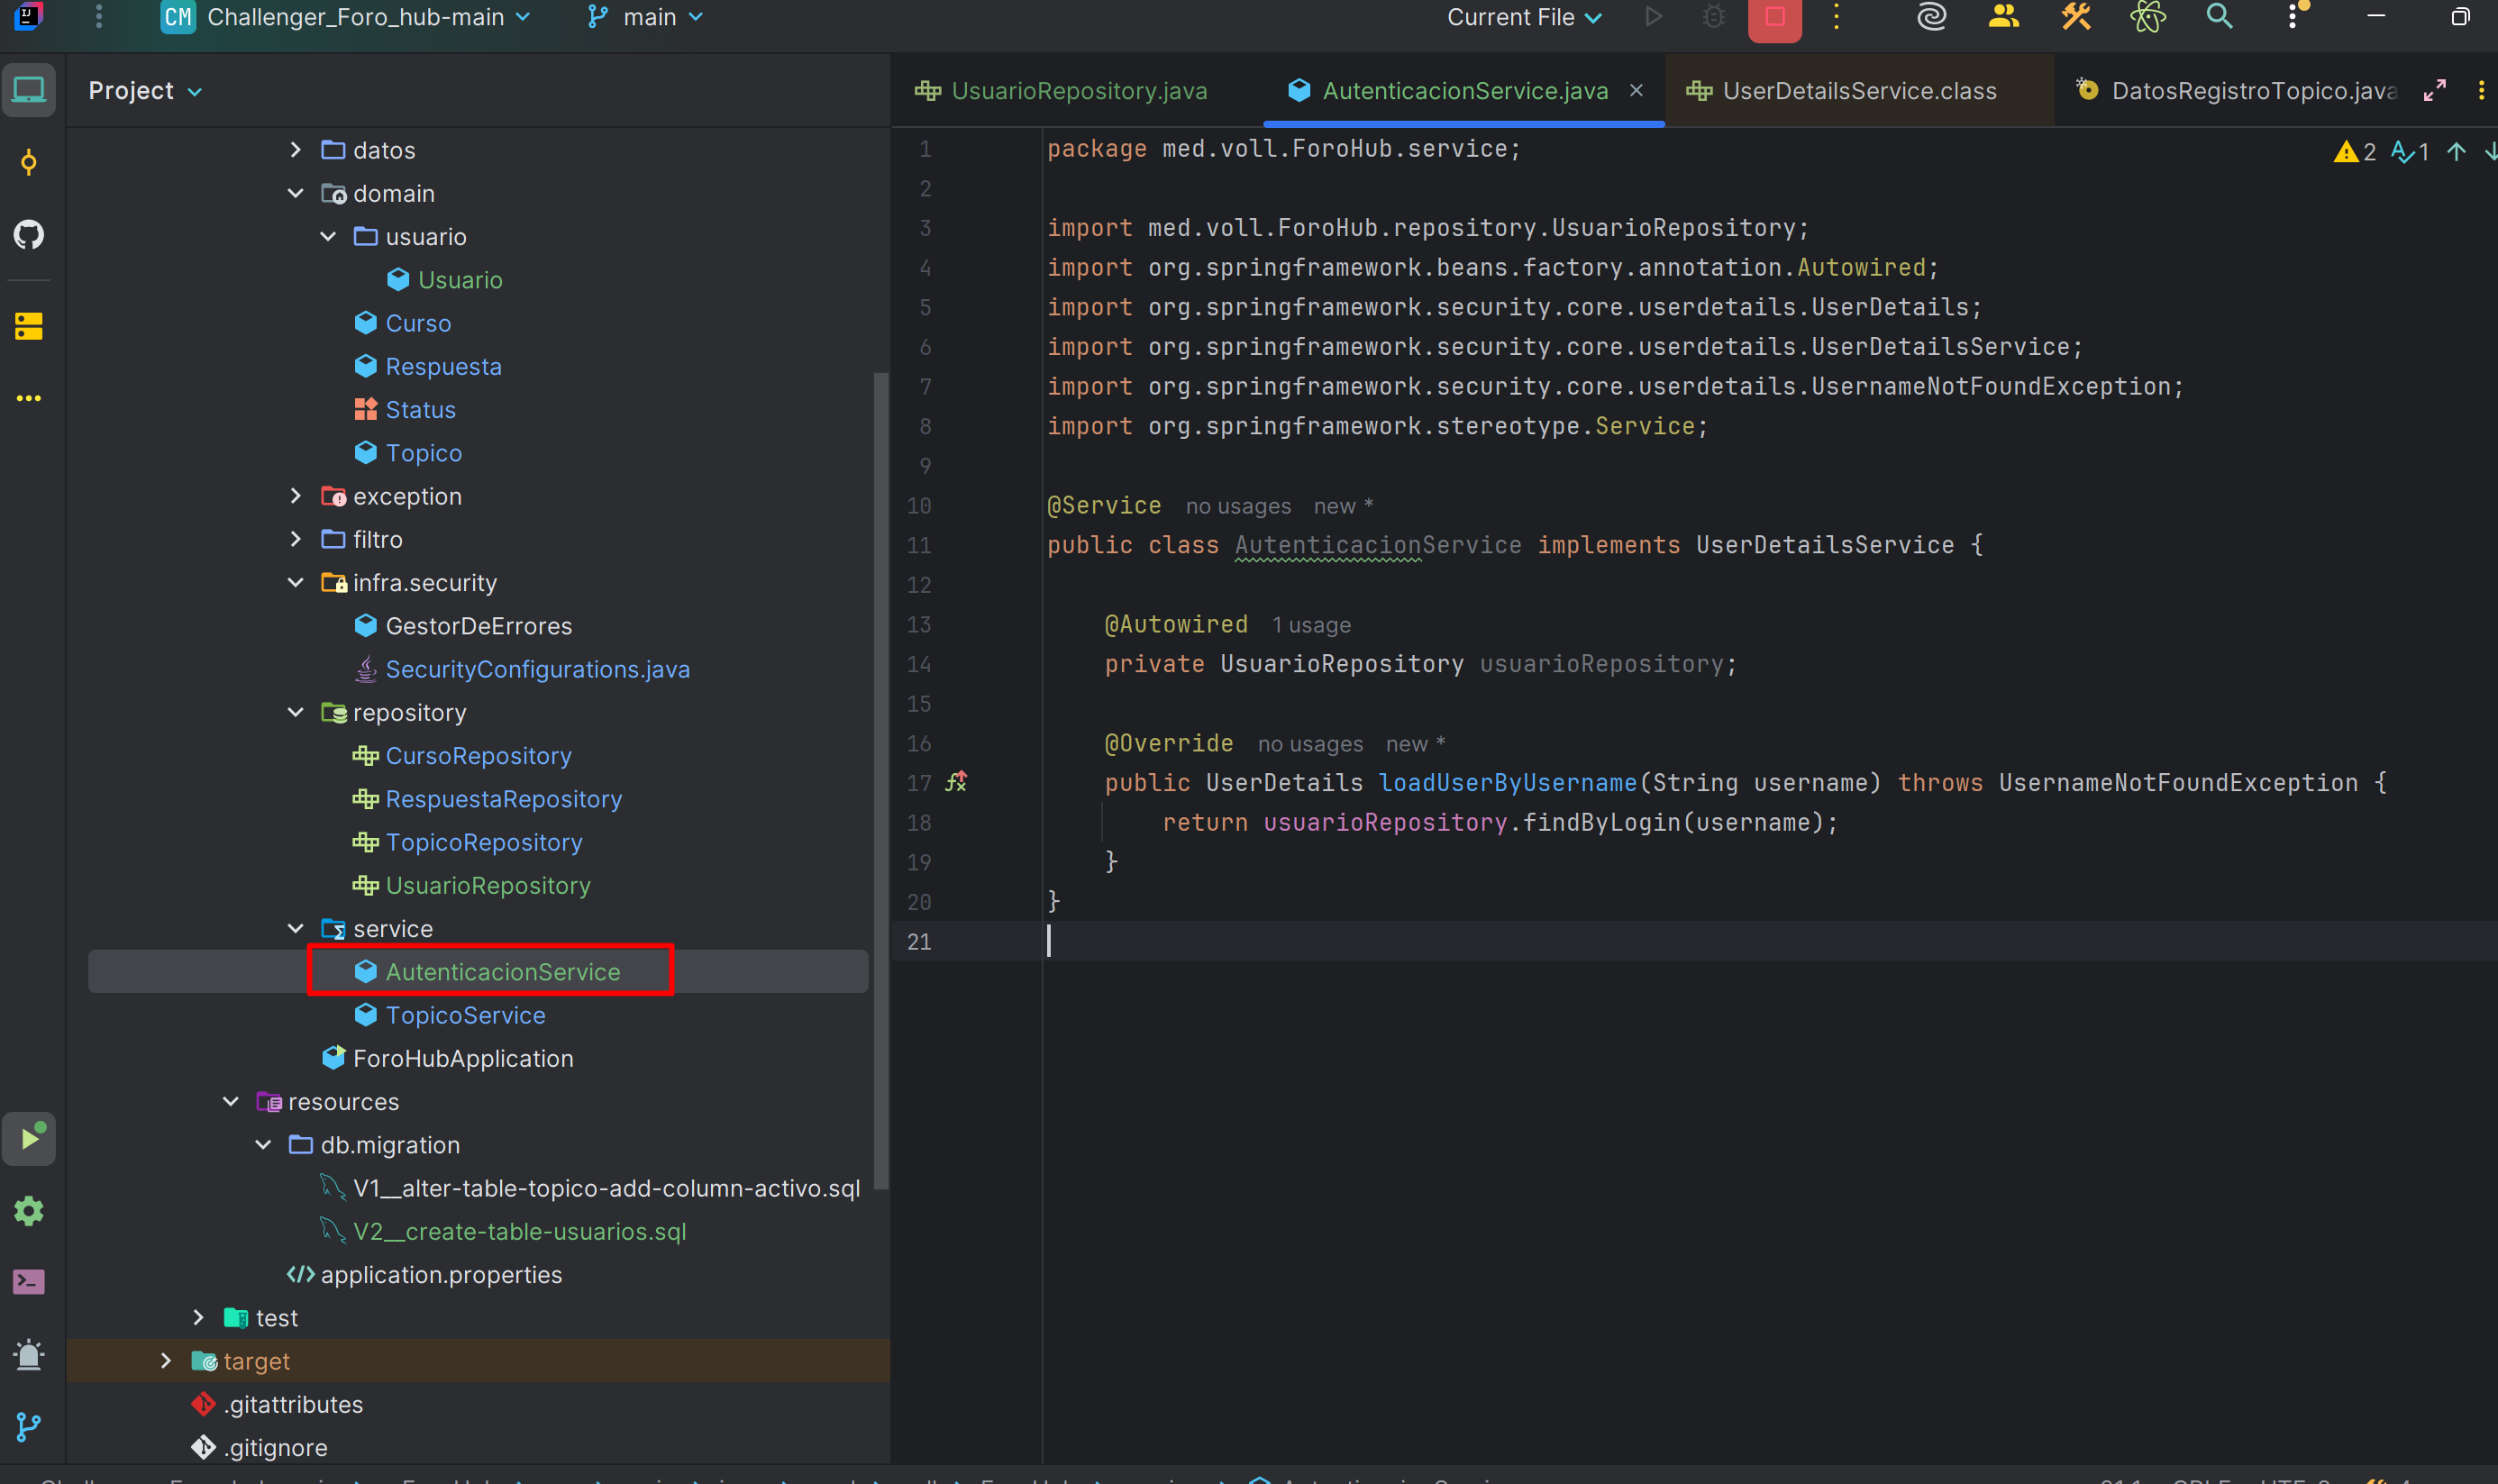 CM Challenger_Foro_hub-main main Current File
Project
UsuarioRepository.java AutenticacionService.java UserDetailsService.class DatosRegistroTopico.java
datos
domain
usuario
Usuario
Curso
Respuesta
Status
Topico
exception
filtro
infra.security
GestorDeErrores
SecurityConfigurations.java
repository
CursoRepository
RespuestaRepository
TopicoRepository
UsuarioRepository
service
AutenticacionService
TopicoService
ForoHubApplication
resources
db.migration
V1__alter-table-topico-add-column-activo.sql
V2__create-table-usuarios.sql
application.properties
test
target
.gitattributes
.gitignore
2 1
1 package med.voll.ForoHub.service;
2
3 import med.voll.ForoHub.repository.UsuarioRepository;
4 import org.springframework.beans.factory.annotation.Autowired;
5 import org.springframework.security.core.userdetails.UserDetails;
6 import org.springframework.security.core.userdetails.UserDetailsService;
7 import org.springframework.security.core.userdetails.UsernameNotFoundException;
8 import org.springframework.stereotype.Service;
9
10 @Service no usages new *
11 public class AutenticacionService implements UserDetailsService {
12
13 @Autowired 1 usage
14 private UsuarioRepository usuarioRepository;
15
16 @Override no usages new *
17 public UserDetails loadUserByUsername(String username) throws UsernameNotFoundException {
18 return usuarioRepository.findByLogin(username);
19 }
20 }
21